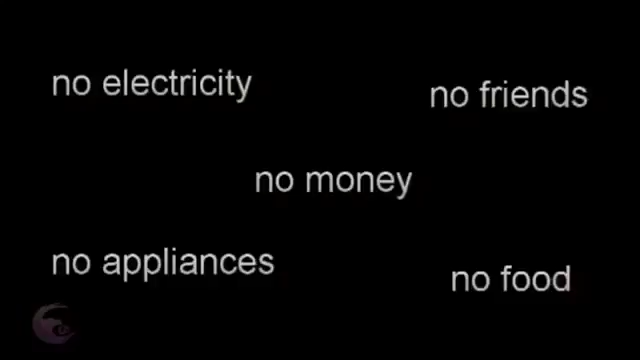 no electricity
no friends
no money
no appliances
no food